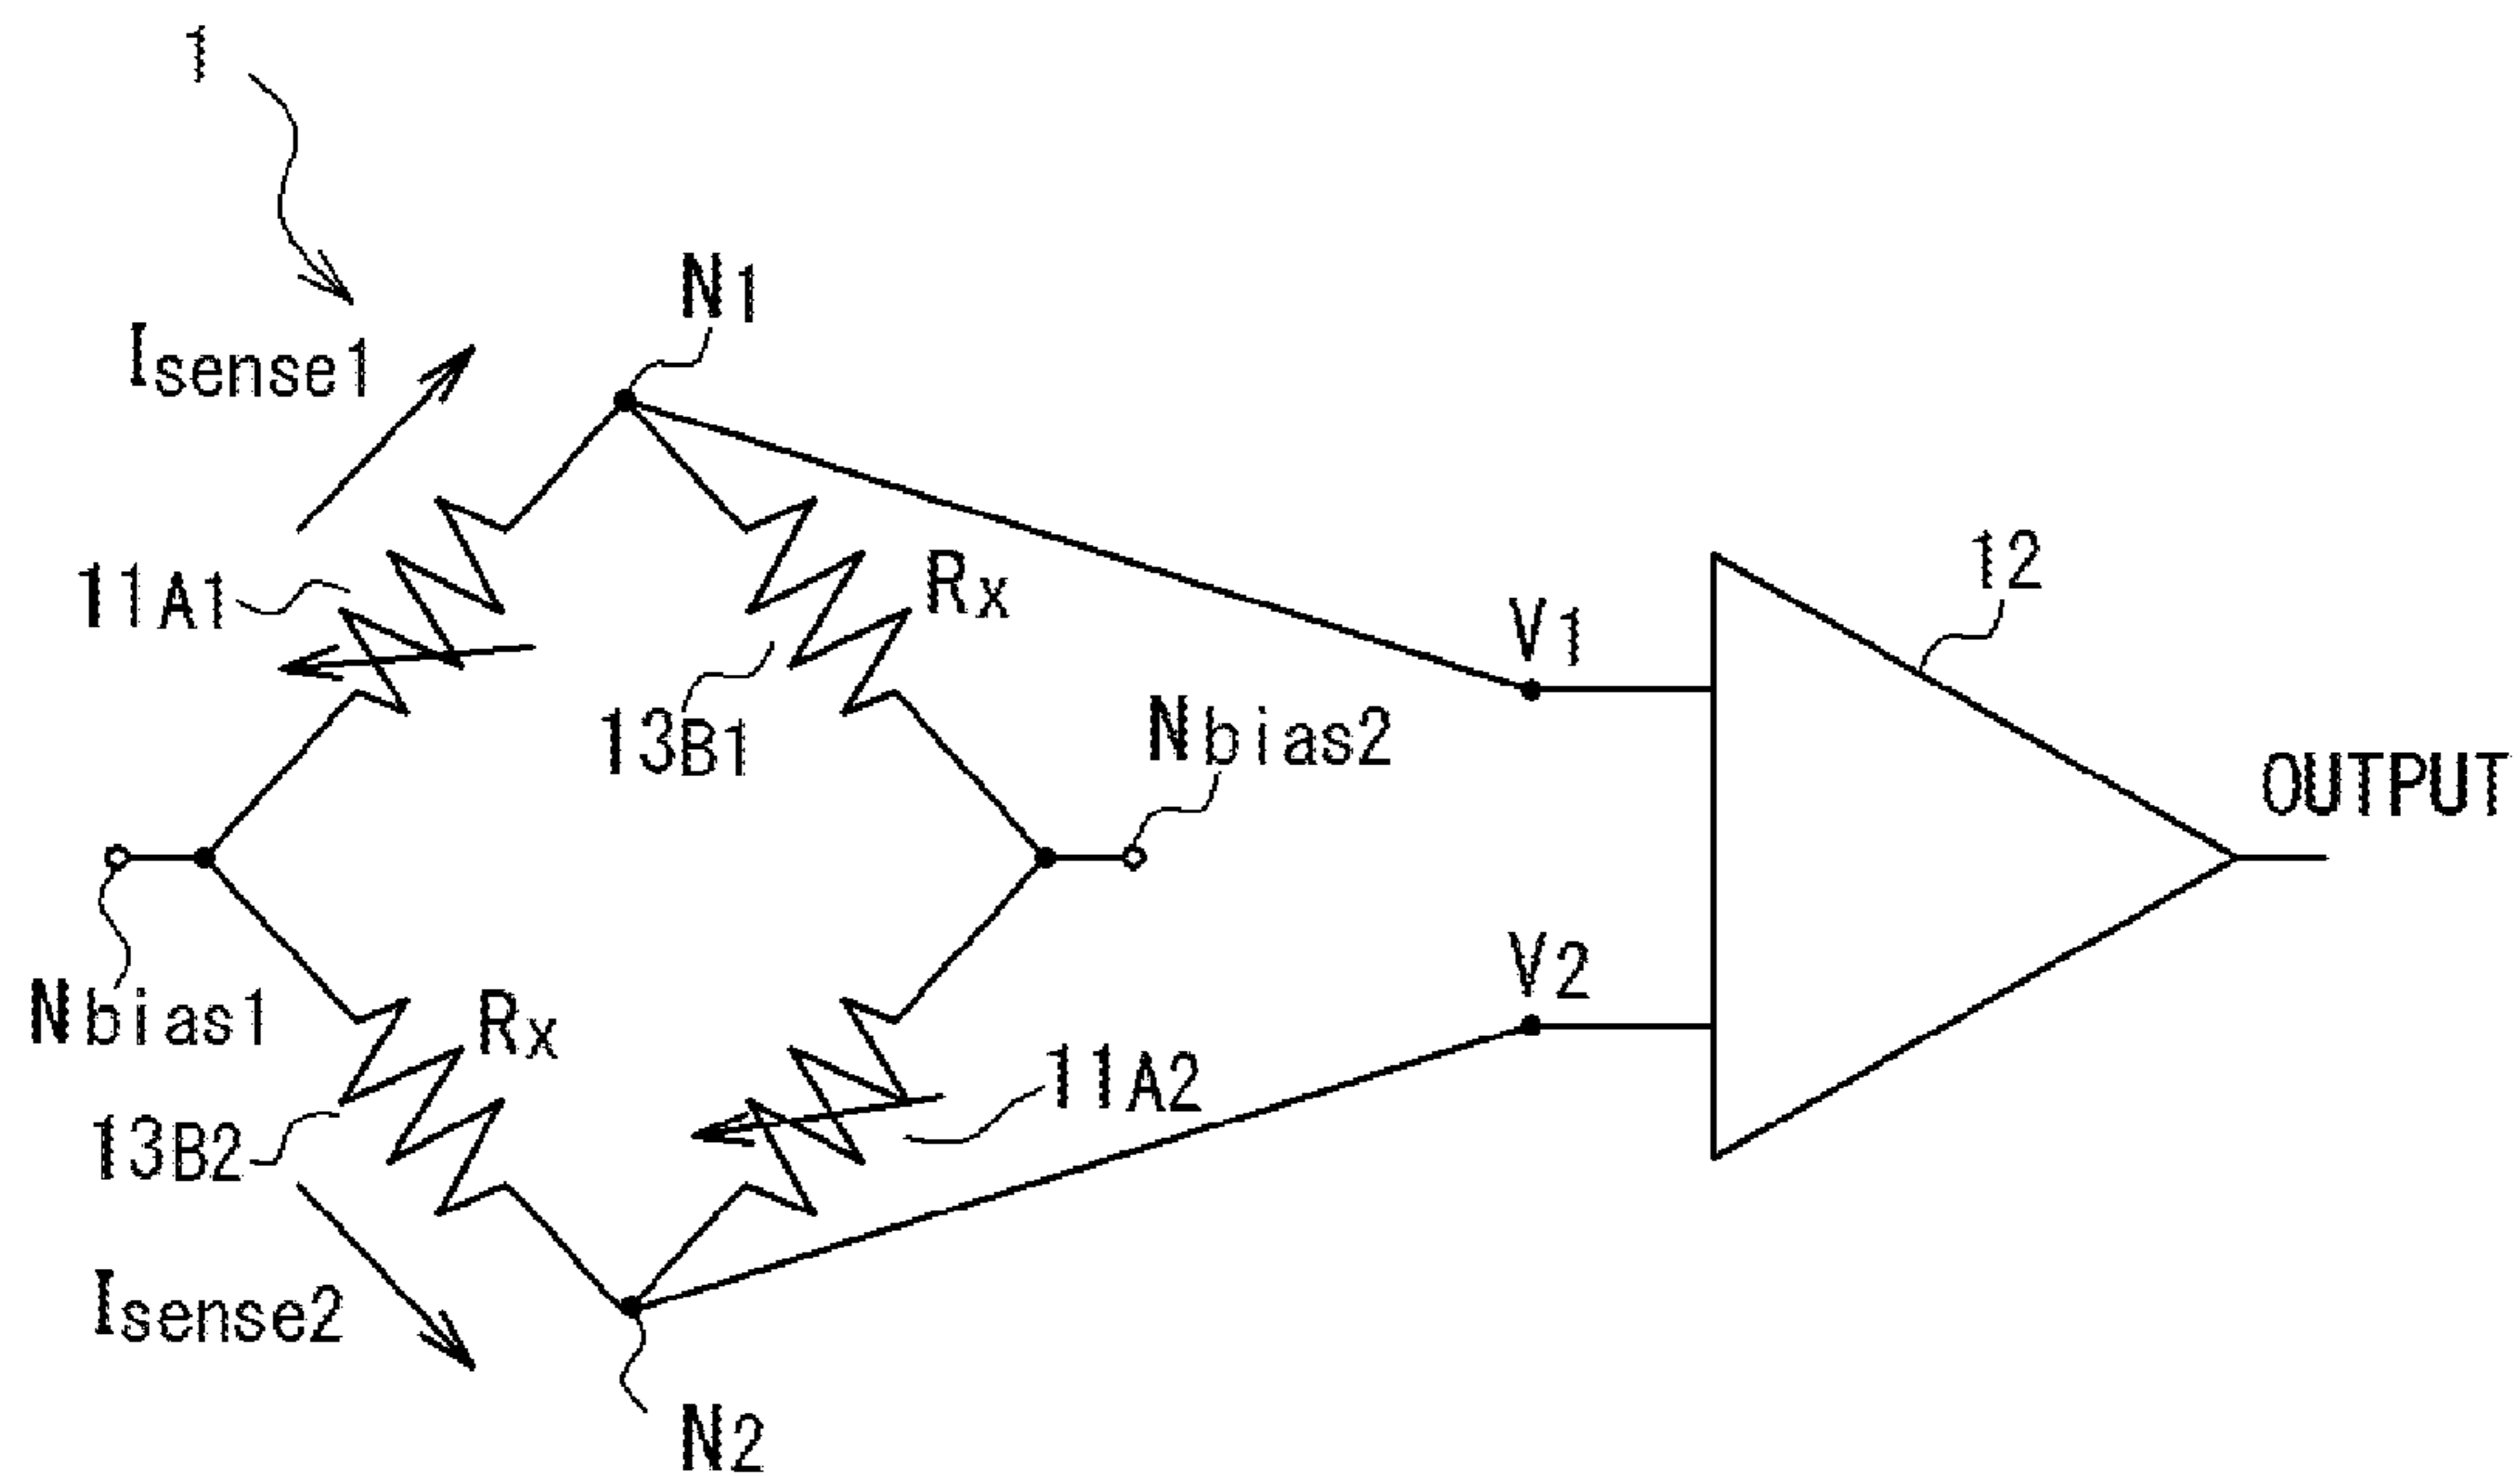 1
Isense1
N1
11A1
Rx
13B1
V1
12
Nbias2
OUTPUT
Nbias1
Rx
V2
13B2
11A2
Isense2
N2